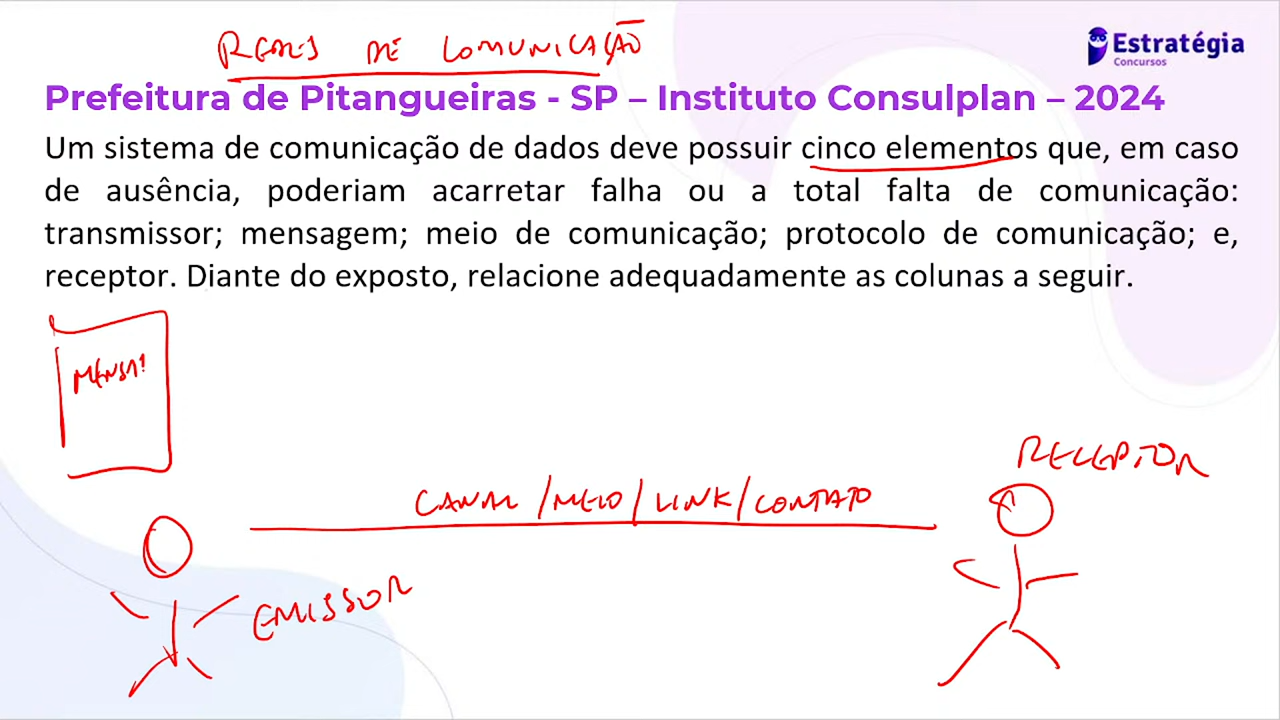 REDES DE COMUNICAÇÃO
Estratégia
Concursos
Prefeitura de Pitangueiras - SP – Instituto Consulplan – 2024
Um sistema de comunicação de dados deve possuir cinco elementos que, em caso
de ausência, poderiam acarretar falha ou a total falta de comunicação:
transmissor; mensagem; meio de comunicação; protocolo de comunicação; e,
receptor. Diante do exposto, relacione adequadamente as colunas a seguir.
RECEPTOR
CANAL / MEIO / LINK / CONTATO
EMISSOR